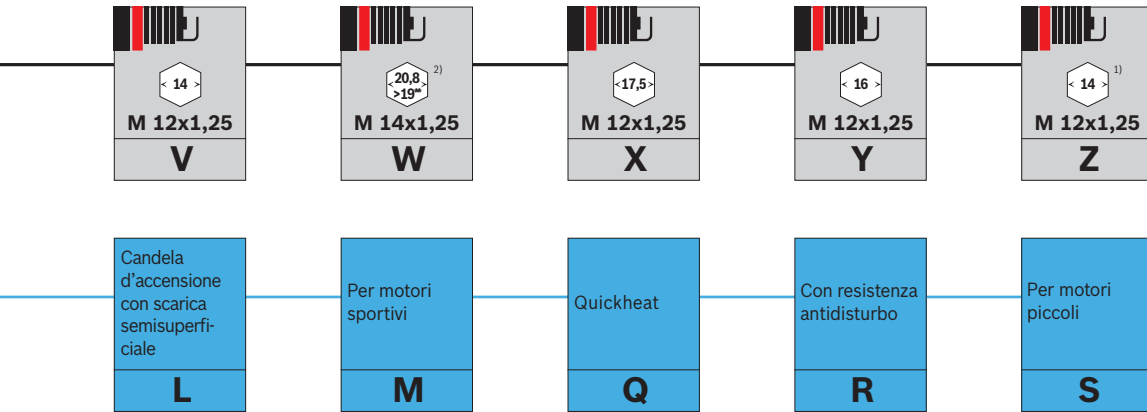 14
M 12x1,25
V
20,8
>19**
2)
M 14x1,25
W
17,5
M 12x1,25
X
16
M 12x1,25
Y
14
1)
M 12x1,25
Z
Candela
d'accensione
con scarica
semisuperfi-
ciale
L
Per motori
sportivi
M
Quickheat
Q
Con resistenza
antidisturbo
R
Per motori
piccoli
S